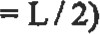 = L / 2)